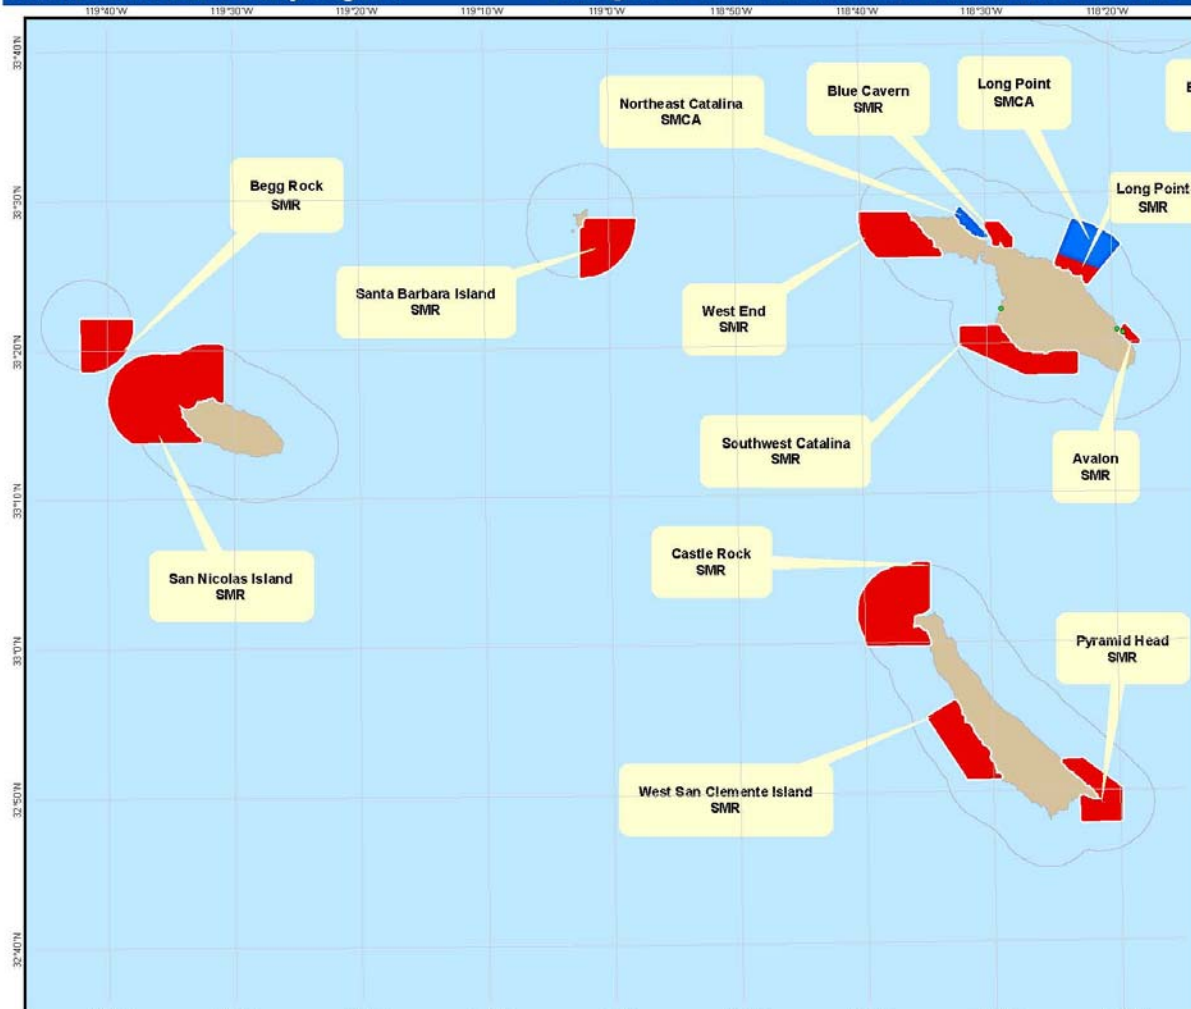 119°40'W 119°30'W 119°20'W 119°10'W 119°0'W 118°50'W 118°40'W 118°30'W 118°20'W
33°40'N
33°30'N
33°20'N
33°10'N
33°0'N
32°50'N
32°40'N
Northeast Catalina
SMCA
Blue Cavern
SMR
Long Point
SMCA
Begg Rock
SMR
Long Point
SMR
Santa Barbara Island
SMR
West End
SMR
Southwest Catalina
SMR
Avalon
SMR
San Nicolas Island
SMR
Castle Rock
SMR
Pyramid Head
SMR
West San Clemente Island
SMR